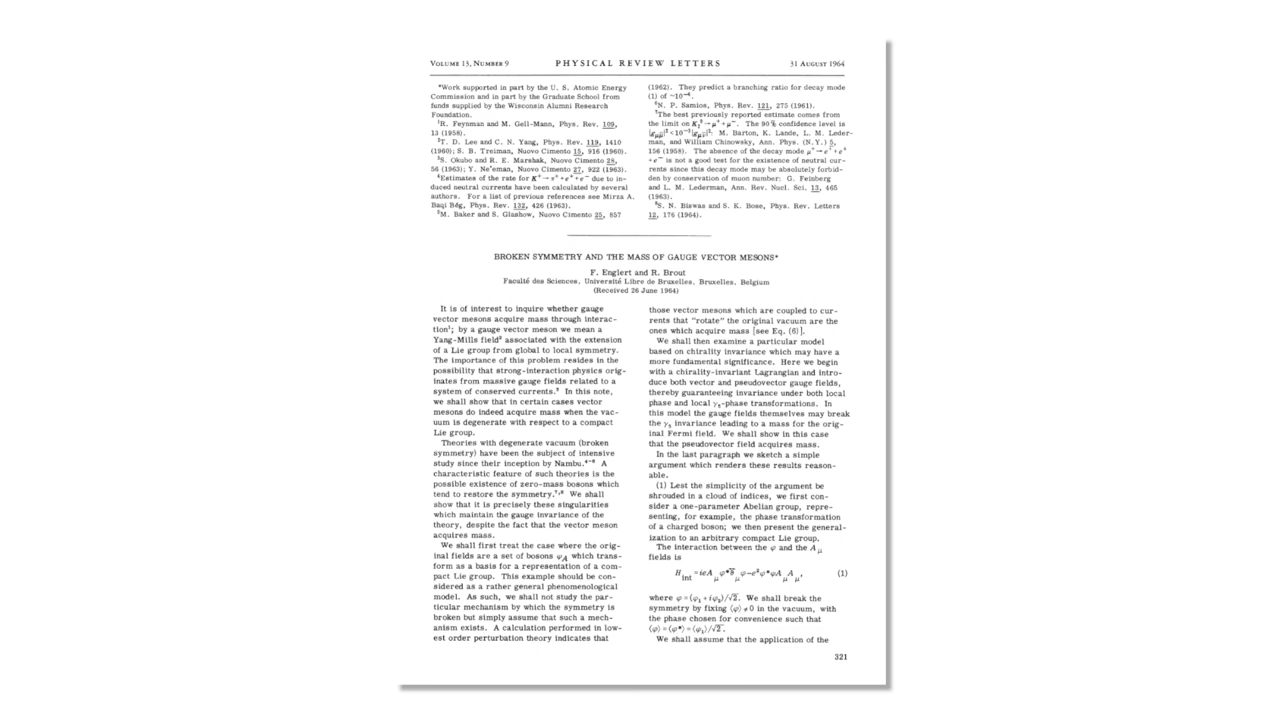 VOLUME 13, NUMBER 9 PHYSICAL REVIEW LETTERS 31 AUGUST 1964
*Work supported in part by the U. S. Atomic Energy
Commission and in part by the Graduate School from
funds supplied by the Wisconsin Alumni Research
Foundation.
¹R. Feynman and M. Gell-Mann, Phys. Rev. 109,
13 (1958).
²T. D. Lee and C. N. Yang, Phys. Rev. 119, 1410
(1960); S. B. Treiman, Nuovo Cimento 15, 916 (1960).
³S. Okubo and R. E. Marshak, Nuovo Cimento 28,
56 (1963); Y. Ne'eman, Nuovo Cimento 27, 922 (1963).
⁴Estimates of the rate for K⁺→π⁺+e⁺+e⁻ due to in-
duced neutral currents have been calculated by several
authors. For a list of previous references see Mirza A.
Baqi Bég, Phys. Rev. 132, 426 (1963).
⁵M. Baker and S. Glashow, Nuovo Cimento 25, 857
(1962). They predict a branching ratio for decay mode
(1) of ~10⁻⁶.
⁶N. P. Samios, Phys. Rev. 121, 275 (1961).
⁷The best previously reported estimate comes from
the limit on K₂⁰→μ⁺+μ⁻. The 90% confidence level is
M. Barton, K. Lande, L. M. Leder-
man, and William Chinowsky, Ann. Phys. (N.Y.) 5,
156 (1958). The absence of the decay mode μ⁺→e⁺+e⁺
+e⁻ is not a good test for the existence of neutral cur-
rents since this decay mode may be absolutely forbid-
den by conservation of muon number: G. Feinberg
and L. M. Lederman, Ann. Rev. Nucl. Sci. 13, 465
(1963).
⁸S. N. Biswas and S. K. Bose, Phys. Rev. Letters
12, 176 (1964).
BROKEN SYMMETRY AND THE MASS OF GAUGE VECTOR MESONS*
F. Englert and R. Brout
Faculté des Sciences, Université Libre de Bruxelles, Bruxelles, Belgium
(Received 26 June 1964)
It is of interest to inquire whether gauge
vector mesons acquire mass through interac-
tion¹; by a gauge vector meson we mean a
Yang-Mills field² associated with the extension
of a Lie group from global to local symmetry.
The importance of this problem resides in the
possibility that strong-interaction physics orig-
inates from massive gauge fields related to a
system of conserved currents.³ In this note,
we shall show that in certain cases vector
mesons do indeed acquire mass when the vac-
uum is degenerate with respect to a compact
Lie group.
Theories with degenerate vacuum (broken
symmetry) have been the subject of intensive
study since their inception by Nambu.⁴⁻⁶ A
characteristic feature of such theories is the
possible existence of zero-mass bosons which
tend to restore the symmetry.⁷,⁸ We shall
show that it is precisely these singularities
which maintain the gauge invariance of the
theory, despite the fact that the vector meson
acquires mass.
We shall first treat the case where the orig-
inal fields are a set of bosons φ_A which trans-
form as a basis for a representation of a com-
pact Lie group. This example should be con-
sidered as a rather general phenomenological
model. As such, we shall not study the par-
ticular mechanism by which the symmetry is
broken but simply assume that such a mech-
anism exists. A calculation performed in low-
est order perturbation theory indicates that
those vector mesons which are coupled to cur-
rents that "rotate" the original vacuum are the
ones which acquire mass [see Eq. (6)].
We shall then examine a particular model
based on chirality invariance which may have a
more fundamental significance. Here we begin
with a chirality-invariant Lagrangian and intro-
duce both vector and pseudovector gauge fields,
thereby guaranteeing invariance under both local
phase and local γ₅-phase transformations. In
this model the gauge fields themselves may break
the γ₅ invariance leading to a mass for the orig-
inal Fermi field. We shall show in this case
that the pseudovector field acquires mass.
In the last paragraph we sketch a simple
argument which renders these results reason-
able.
(1) Lest the simplicity of the argument be
shrouded in a cloud of indices, we first con-
sider a one-parameter Abelian group, repre-
senting, for example, the phase transformation
of a charged boson; we then present the general-
ization to an arbitrary compact Lie group.
The interaction between the φ and the A_μ
fields is
H_int = ieA_μ φ*∂_μ φ - e²φ*φA_μ A_μ, (1)
where φ = (φ₁ + iφ₂)/√2. We shall break the
symmetry by fixing ⟨φ⟩ ≠ 0 in the vacuum, with
the phase chosen for convenience such that
⟨φ⟩ = ⟨φ*⟩ = ⟨φ₁⟩/√2.
We shall assume that the application of the
321